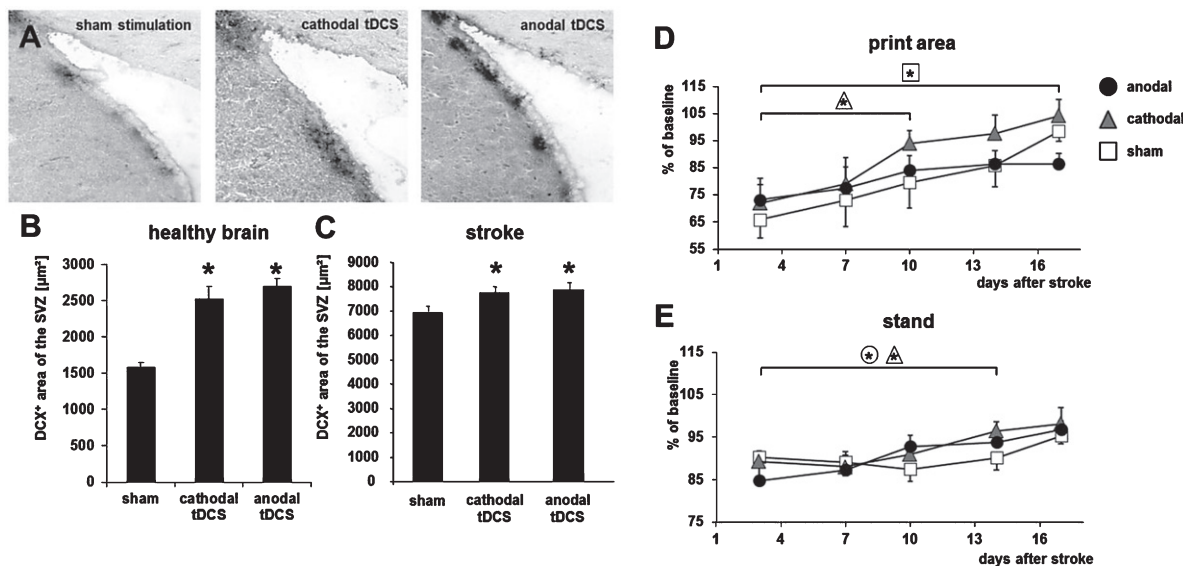 A
sham stimulation
cathodal tDCS
anodal tDCS
B
healthy brain
DCX⁺ area of the SVZ [µm²]
3000
2500
2000
1500
1000
500
0
sham
cathodal
tDCS
anodal
tDCS
C
stroke
DCX⁺ area of the SVZ [µm²]
9000
8000
7000
6000
5000
4000
3000
2000
1000
0
sham
cathodal
tDCS
anodal
tDCS
* *
* *
D
print area
% of baseline
115
105
95
85
75
65
55
1 4 7 10 13 16
days after stroke
*
*
anodal
cathodal
sham
E
stand
% of baseline
115
105
95
85
75
1 4 7 10 13 16
days after stroke
* *